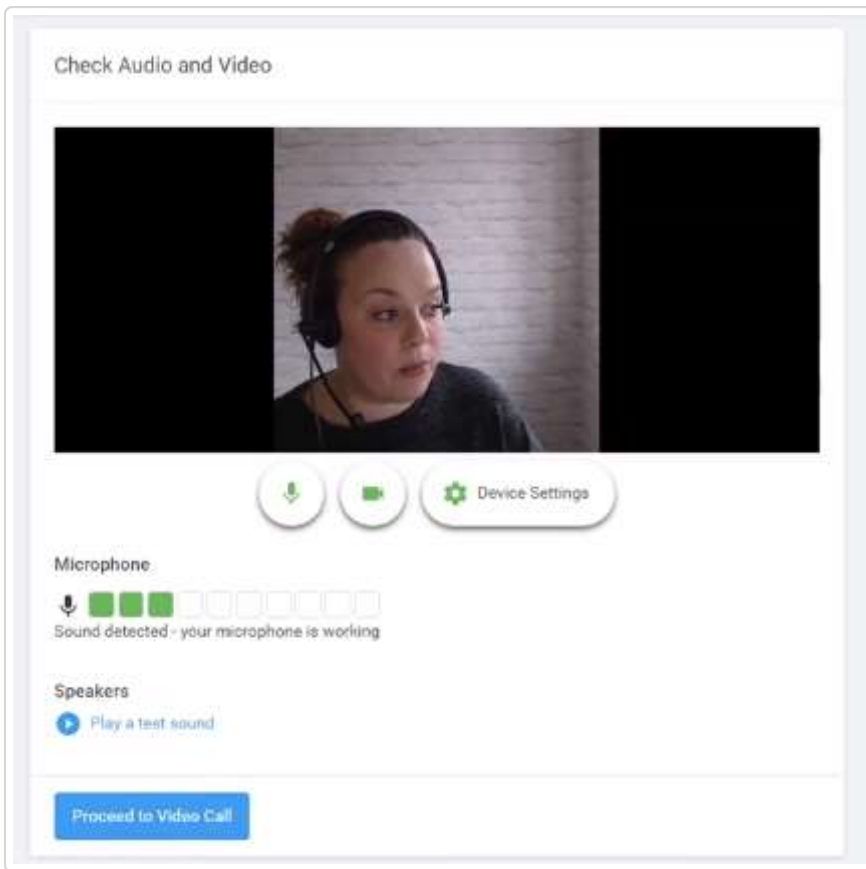 Check Audio and Video
Device Settings
Microphone
Sound detected - your microphone is working
Speakers
Play a test sound
Proceed to Video Call